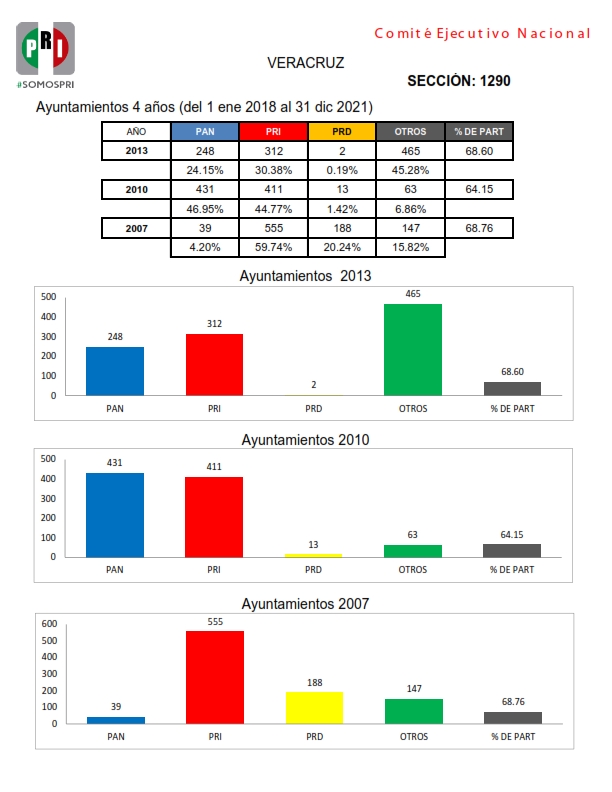 Comité Ejecutivo Nacional
PRI
#SOMOSPRI
VERACRUZ
SECCIÓN: 1290
Ayuntamientos 4 años (del 1 ene 2018 al 31 dic 2021)
AÑO PAN PRI PRD OTROS % DE PART
2013 248 312 2 465 68.60
24.15% 30.38% 0.19% 45.28%
2010 431 411 13 63 64.15
46.95% 44.77% 1.42% 6.86%
2007 39 555 188 147 68.76
4.20% 59.74% 20.24% 15.82%
Ayuntamientos 2013
500
400
300
200
100
0
248 312 2 465 68.60
PAN PRI PRD OTROS % DE PART
Ayuntamientos 2010
500
400
300
200
100
0
431 411 13 63 64.15
PAN PRI PRD OTROS % DE PART
Ayuntamientos 2007
600
500
400
300
200
100
0
39 555 188 147 68.76
PAN PRI PRD OTROS % DE PART